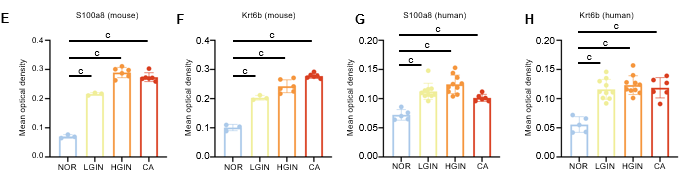 E
S100a8 (mouse)
Mean optical density
0.4
0.3
0.2
0.1
0.0
c
c
c
NOR LGIN HGIN CA
F
Krt6b (mouse)
Mean optical density
0.4
0.3
0.2
0.1
0.0
c
c
c
NOR LGIN HGIN CA
G
S100a8 (human)
Mean optical density
0.20
0.15
0.10
0.05
0.00
c
c
c
NOR LGIN HGIN CA
H
Krt6b (human)
Mean optical density
0.20
0.15
0.10
0.05
0.00
c
c
c
NOR LGIN HGIN CA